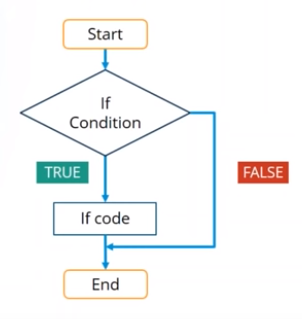 Start
If
Condition
TRUE
FALSE
If code
End